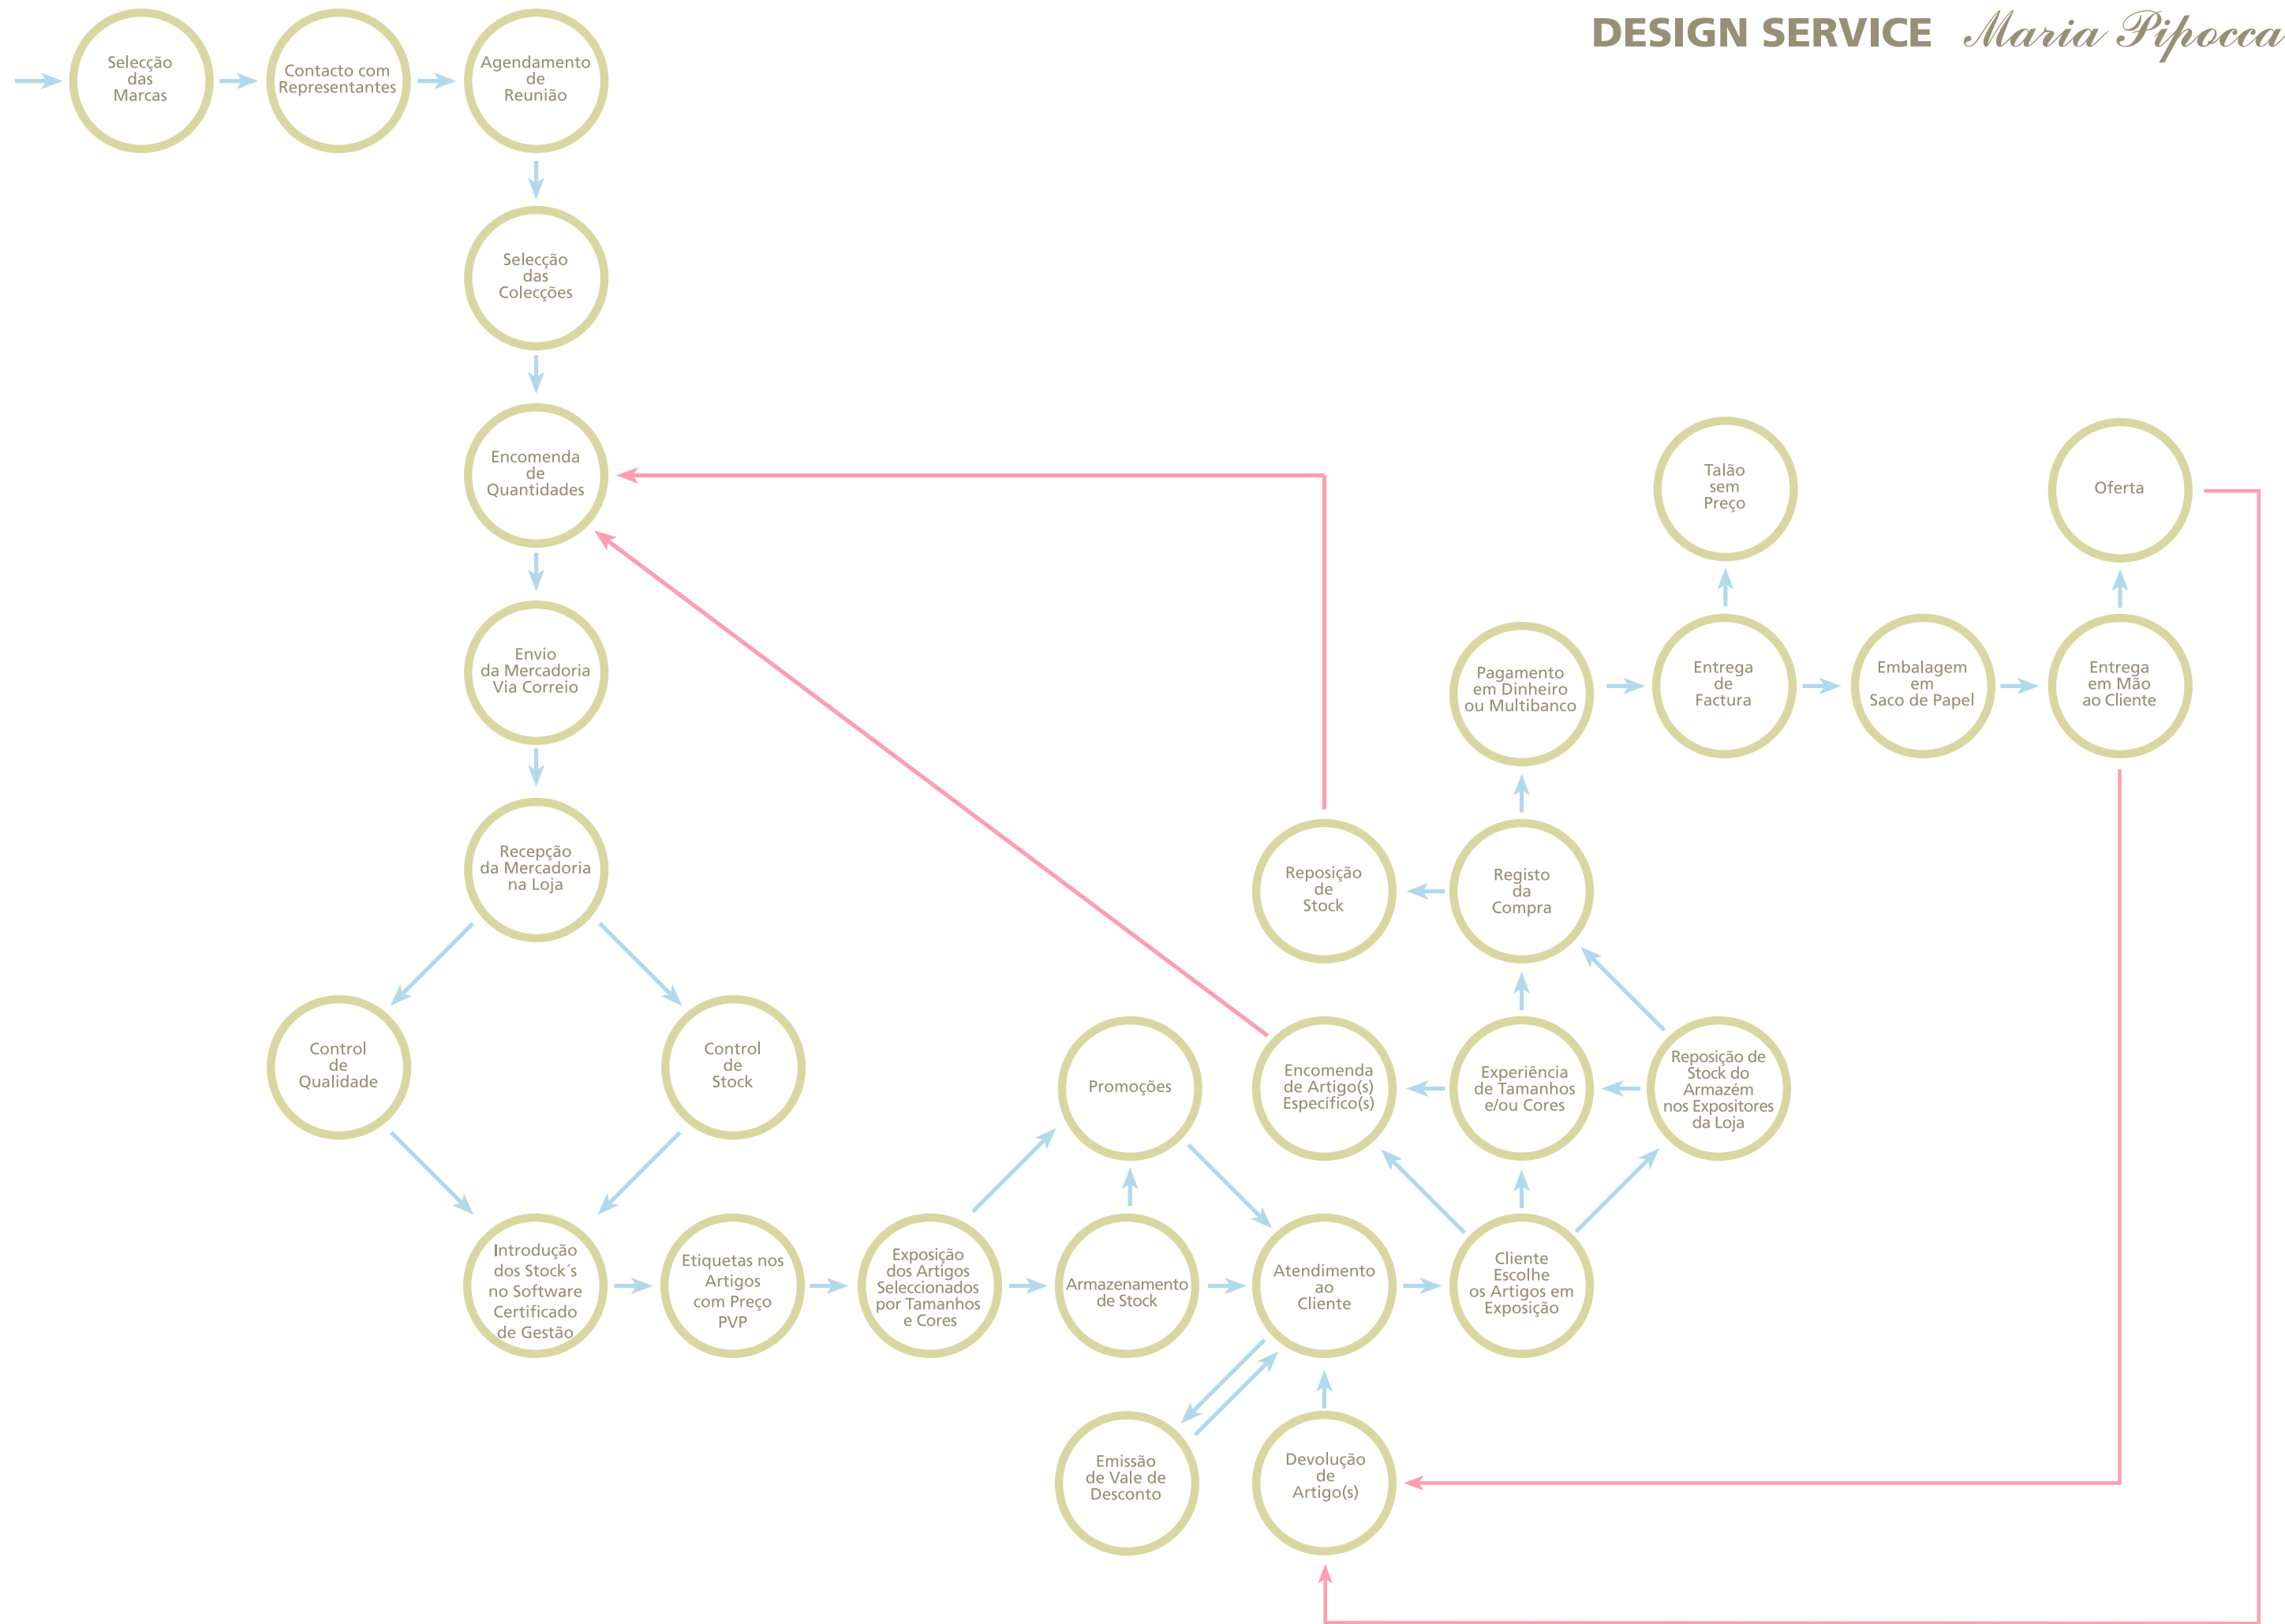 DESIGN SERVICE Maria Pipocca
Selecção
das
Marcas
Contacto com
Representantes
Agendamento
de
Reunião
Selecção
das
Colecções
Encomenda
de
Quantidades
Talão
sem
Preço
Oferta
Envio
da Mercadoria
Via Correio
Pagamento
em Dinheiro
ou Multibanco
Entrega
de
Factura
Embalagem
em
Saco de Papel
Entrega
em Mão
ao Cliente
Recepção
da Mercadoria
na Loja
Reposição
de
Stock
Registo
da
Compra
Control
de
Qualidade
Control
de
Stock
Promoções
Encomenda
de Artigo(s)
Específico(s)
Experiência
de Tamanhos
e/ou Cores
Reposição de
Stock do
Armazém
nos Expositores
da Loja
Introdução
dos Stock´s
no Software
Certificado
de Gestão
Etiquetas nos
Artigos
com Preço
PVP
Exposição
dos Artigos
Seleccionados
por Tamanhos
e Cores
Armazenamento
de Stock
Atendimento
ao
Cliente
Cliente
Escolhe
os Artigos em
Exposição
Emissão
de Vale de
Desconto
Devolução
de
Artigo(s)